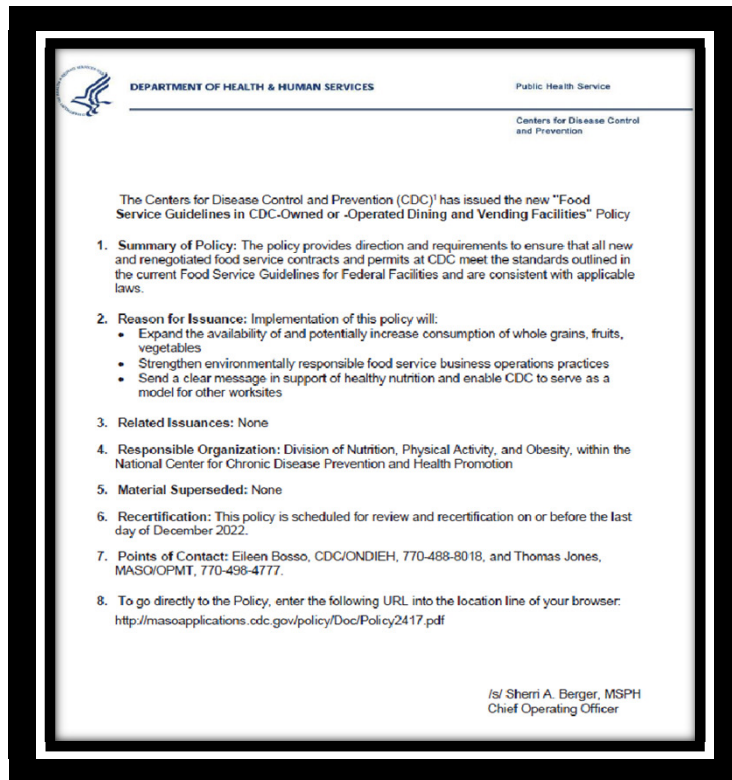 DEPARTMENT OF HEALTH & HUMAN SERVICES
Public Health Service
Centers for Disease Control
and Prevention
The Centers for Disease Control and Prevention (CDC)¹ has issued the new "Food
Service Guidelines in CDC-Owned or -Operated Dining and Vending Facilities" Policy
1. Summary of Policy: The policy provides direction and requirements to ensure that all new
and renegotiated food service contracts and permits at CDC meet the standards outlined in
the current Food Service Guidelines for Federal Facilities and are consistent with applicable
laws.
2. Reason for Issuance: Implementation of this policy will:
• Expand the availability of and potentially increase consumption of whole grains, fruits,
vegetables
• Strengthen environmentally responsible food service business operations practices
• Send a clear message in support of healthy nutrition and enable CDC to serve as a
model for other worksites
3. Related Issuances: None
4. Responsible Organization: Division of Nutrition, Physical Activity, and Obesity, within the
National Center for Chronic Disease Prevention and Health Promotion
5. Material Superseded: None
6. Recertification: This policy is scheduled for review and recertification on or before the last
day of December 2022.
7. Points of Contact: Eileen Bosso, CDC/ONDIEH, 770-488-8018, and Thomas Jones,
MASO/OPMT, 770-498-4777.
8. To go directly to the Policy, enter the following URL into the location line of your browser:
http://masoapplications.cdc.gov/policy/Doc/Policy2417.pdf
/s/ Sherri A. Berger, MSPH
Chief Operating Officer